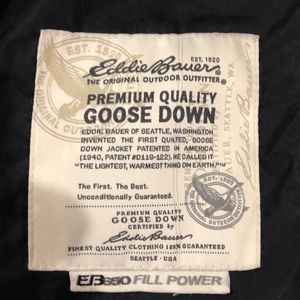 EST. 1920
Eddie Bauer
THE ORIGINAL OUTDOOR OUTFITTER®
PREMIUM QUALITY
GOOSE DOWN
EDDIE BAUER OF SEATTLE, WASHINGTON
INVENTED THE FIRST QUILTED, GOOSE
DOWN JACKET PATENTED IN AMERICA
(1940, PATENT #D119-122). HE CALLED IT
"THE LIGHTEST, WARMEST THING ON EARTH."™
The First. The Best.
Unconditionally Guaranteed.
PREMIUM QUALITY
GOOSE DOWN
CERTIFIED by
Eddie Bauer
FINEST QUALITY CLOTHING 100% GUARANTEED
SEATTLE · USA
EB650 FILL POWER